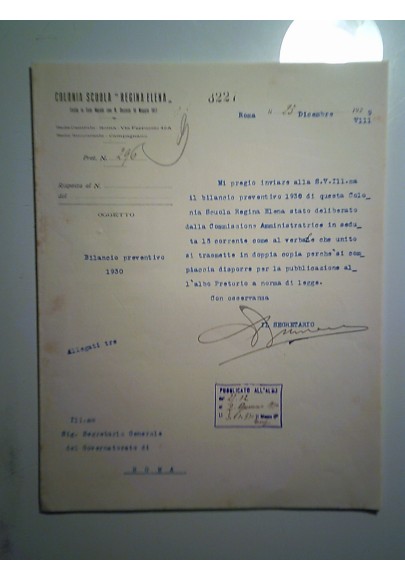 COLONIA SCUOLA "REGINA ELENA"
8227
Roma 23 Dicembre 1929
VIII
Prot. N. 296
Risposta al N.
del
OGGETTO
Bilancio preventivo
1930
Mi pregio inviare alla S.V.Ill.ma
il bilancio preventivo 1930 di questa Colo_
nia Scuola Regina Elena stato deliberato
dalla Commissione Amministratrice in sedu_
ta 13 corrente come al verbale che unito
si trasmette in doppia copia perchè si com_
piaccia disporre per la pubblicazione al_
l'albo Pretorio a norma di legge.
Con osservanza
IL SEGRETARIO
Allegati tre
PUBBLICATO ALL'ALBO
Ill.mo
Sig. Segretario Generale
del Governatorato di
ROMA